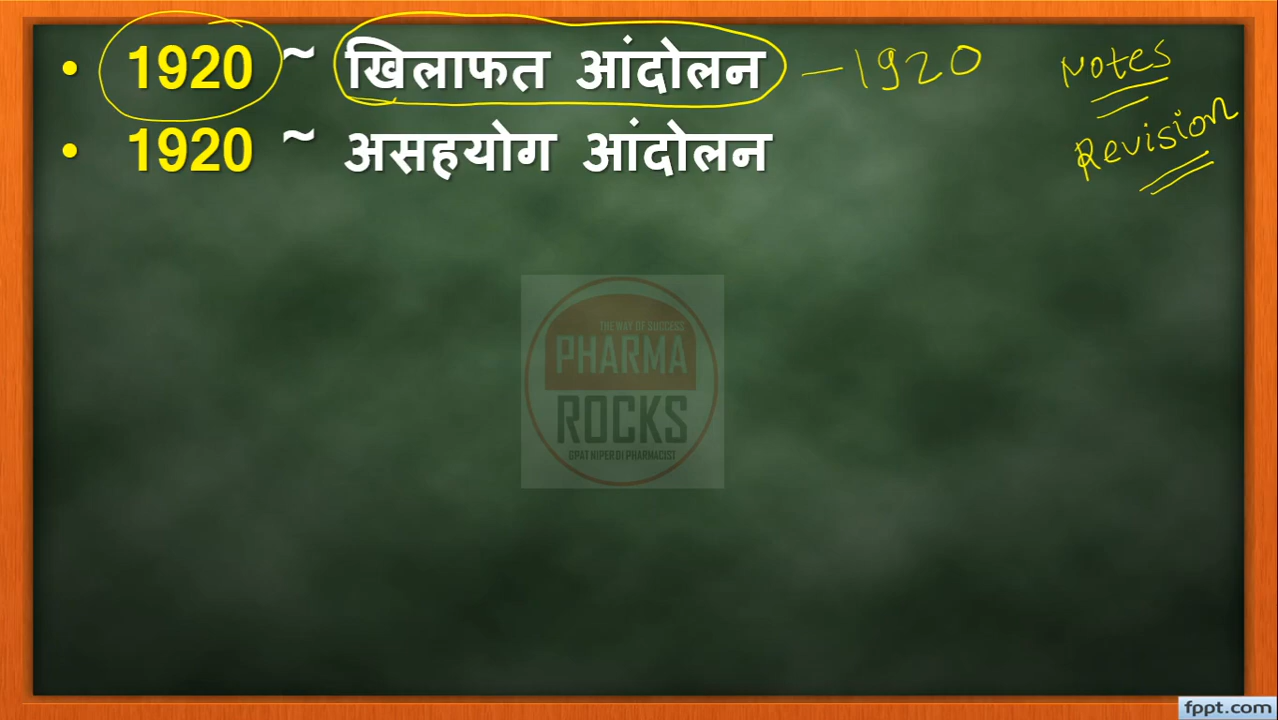 • 1920 ~ खिलाफत आंदोलन – 1920
Notes
• 1920 ~ असहयोग आंदोलन
Revision
THE WAY OF SUCCESS
PHARMA
ROCKS
GPAT NIPER DI PHARMACIST
fppt.com